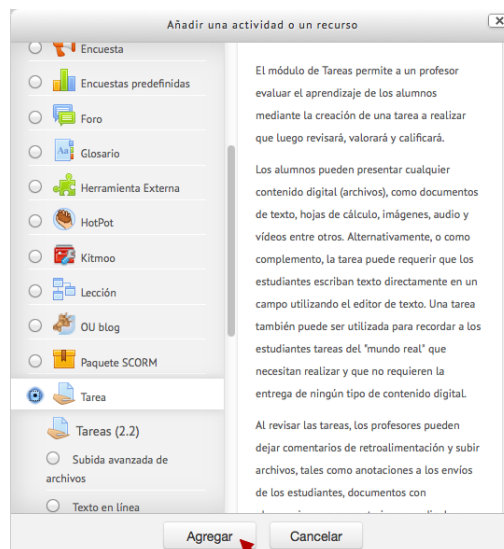 Añadir una actividad o un recurso
Encuesta
Encuestas predefinidas
Foro
Glosario
Herramienta Externa
HotPot
Kitmoo
Lección
OU blog
Paquete SCORM
Tarea
Tareas (2.2)
Subida avanzada de
archivos
Texto en línea
El módulo de Tareas permite a un profesor
evaluar el aprendizaje de los alumnos
mediante la creación de una tarea a realizar
que luego revisará, valorará y calificará.
Los alumnos pueden presentar cualquier
contenido digital (archivos), como documentos
de texto, hojas de cálculo, imágenes, audio y
vídeos entre otros. Alternativamente, o como
complemento, la tarea puede requerir que los
estudiantes escriban texto directamente en un
campo utilizando el editor de texto. Una tarea
también puede ser utilizada para recordar a los
estudiantes tareas del "mundo real" que
necesitan realizar y que no requieren la
entrega de ningún tipo de contenido digital.
Al revisar las tareas, los profesores pueden
dejar comentarios de retroalimentación y subir
archivos, tales como anotaciones a los envíos
de los estudiantes, documentos con
Agregar
Cancelar